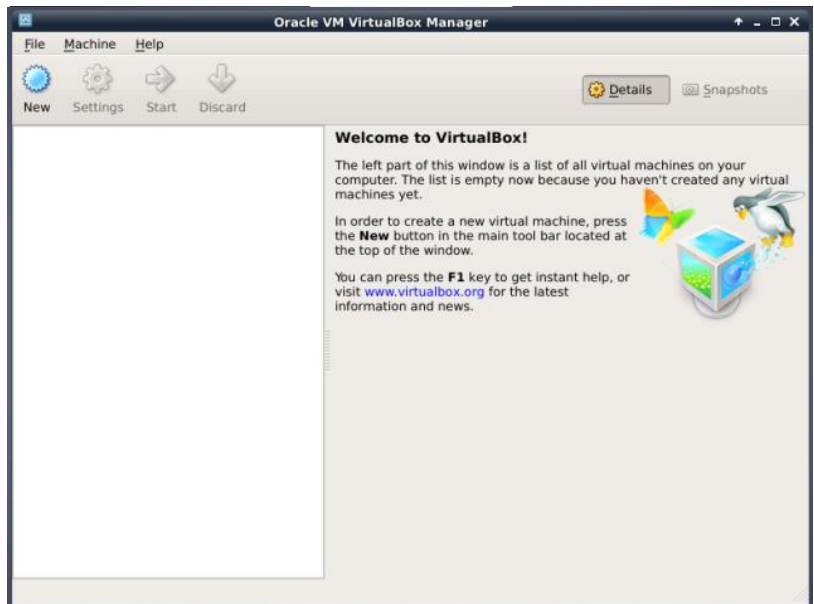 Oracle VM VirtualBox Manager
File Machine Help
New Settings Start Discard
Details Snapshots
Welcome to VirtualBox!
The left part of this window is a list of all virtual machines on your
computer. The list is empty now because you haven't created any virtual
machines yet.
In order to create a new virtual machine, press
the New button in the main tool bar located at
the top of the window.
You can press the F1 key to get instant help, or
visit www.virtualbox.org for the latest
information and news.